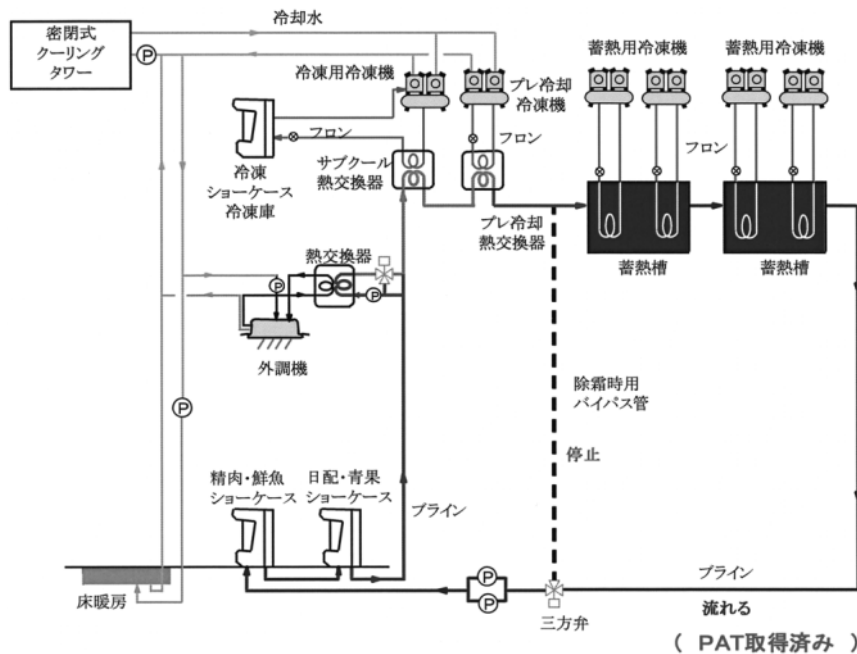 冷却水
密閉式
クーリング
タワー
P
冷凍用冷凍機
プレ冷却
冷凍機
蓄熱用冷凍機
蓄熱用冷凍機
フロン
フロン
フロン
冷凍
ショーケース
冷凍庫
サブクール
熱交換器
プレ冷却
熱交換器
蓄熱槽
蓄熱槽
熱交換器
P
P
外調機
P
除霜時用
バイパス管
停止
精肉・鮮魚
ショーケース
日配・青果
ショーケース
ブライン
床暖房
P
P
三方弁
ブライン
流れる
( PAT取得済み )